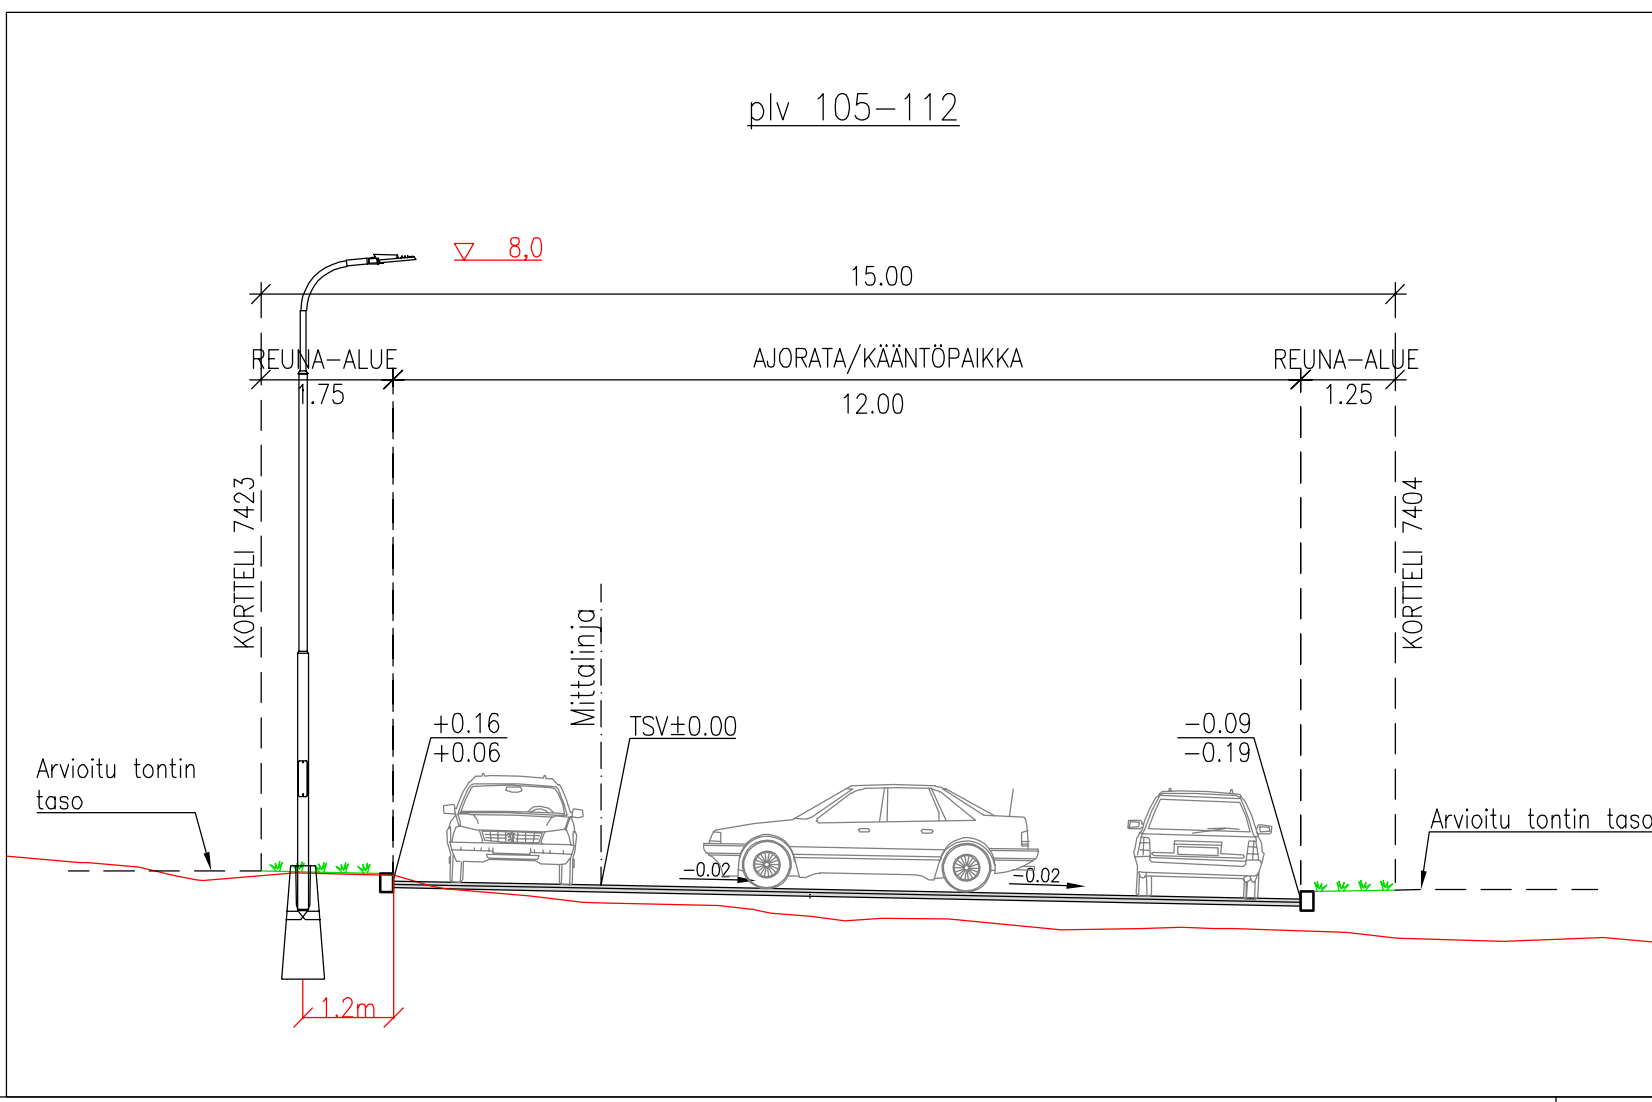 plv 105-112
8,0
15.00
REUNA-ALUE
AJORATA/KÄÄNTÖPAIKKA
REUNA-ALUE
1.75
12.00
1.25
KORTTELI 7423
KORTTELI 7404
Mittalinja
+0.16
+0.06
TSV±0.00
-0.09
-0.19
Arvioitu tontin
taso
Arvioitu tontin taso
-0.02
-0.02
1.2m